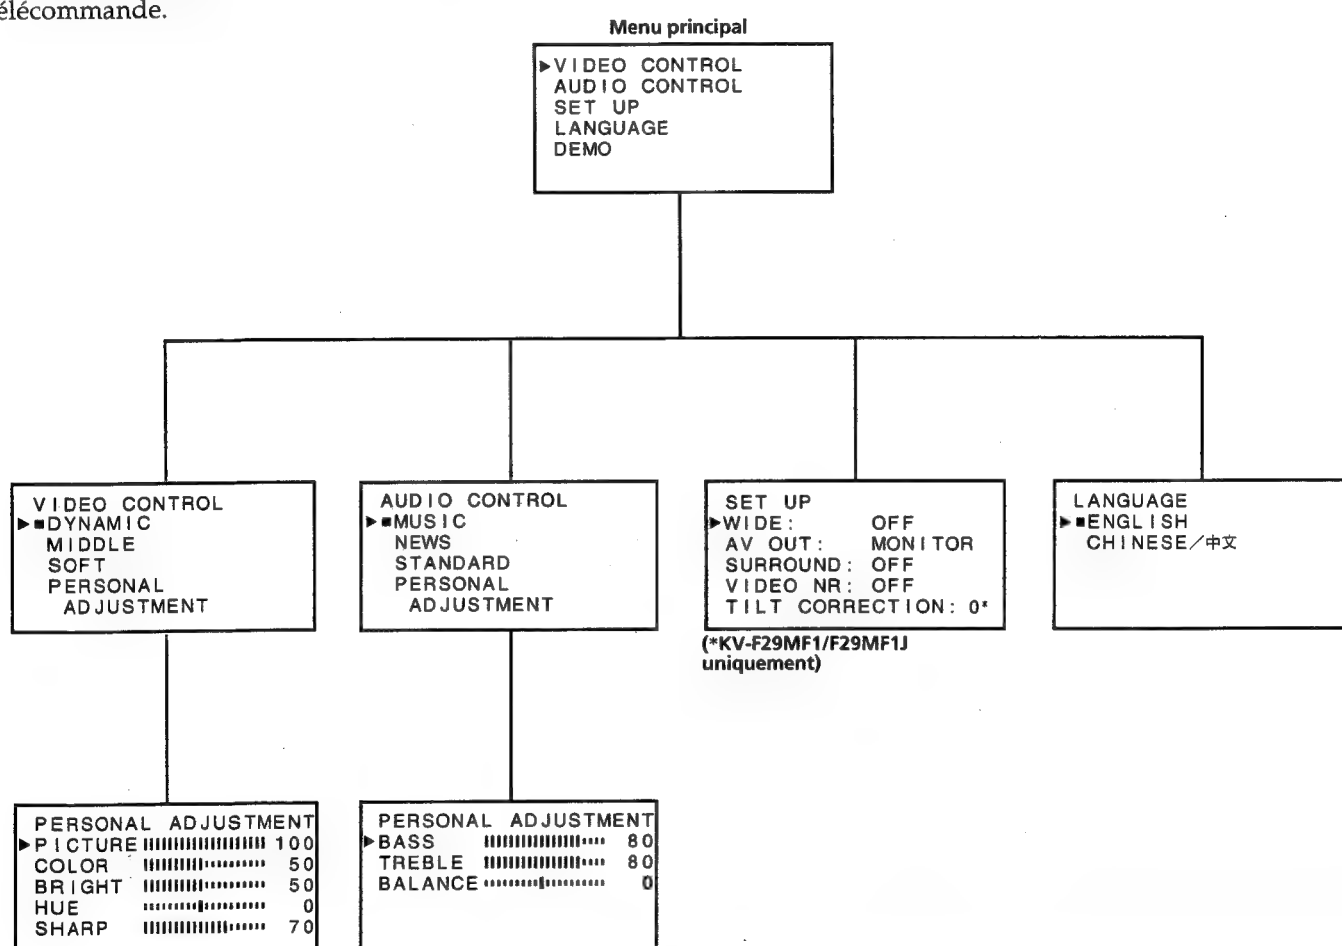 élécommande.
Menu principal
▶VIDEO CONTROL
AUDIO CONTROL
SET UP
LANGUAGE
DEMO
VIDEO CONTROL
▶■DYNAMIC
MIDDLE
SOFT
PERSONAL
ADJUSTMENT
AUDIO CONTROL
▶■MUSIC
NEWS
STANDARD
PERSONAL
ADJUSTMENT
SET UP
▶WIDE: OFF
AV OUT: MONITOR
SURROUND: OFF
VIDEO NR: OFF
TILT CORRECTION: 0*
(*KV-F29MF1/F29MF1J
uniquement)
LANGUAGE
▶■ENGLISH
CHINESE/中文
PERSONAL ADJUSTMENT
▶PICTURE 100
COLOR 50
BRIGHT 50
HUE 0
SHARP 70
PERSONAL ADJUSTMENT
▶BASS 80
TREBLE 80
BALANCE 0